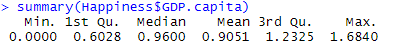 > summary(Happiness$GDP.capita)
Min. 1st Qu. Median Mean 3rd Qu. Max.
0.0000 0.6028 0.9600 0.9051 1.2325 1.6840